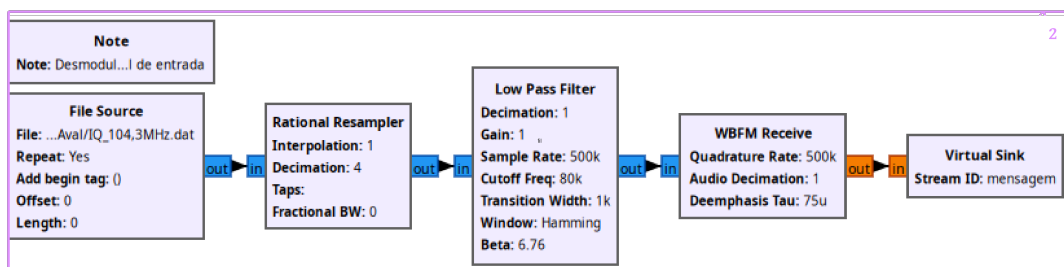 2
Note
Note: Desmodul...l de entrada
File Source
File: ...Aval/IQ_104,3MHz.dat
Repeat: Yes
Add begin tag: ()
Offset: 0
Length: 0
out
in
Rational Resampler
Interpolation: 1
Decimation: 4
Taps:
Fractional BW: 0
out
in
Low Pass Filter
Decimation: 1
Gain: 1
Sample Rate: 500k
Cutoff Freq: 80k
Transition Width: 1k
Window: Hamming
Beta: 6.76
out
in
WBFM Receive
Quadrature Rate: 500k
Audio Decimation: 1
Deemphasis Tau: 75u
out
in
Virtual Sink
Stream ID: mensagem